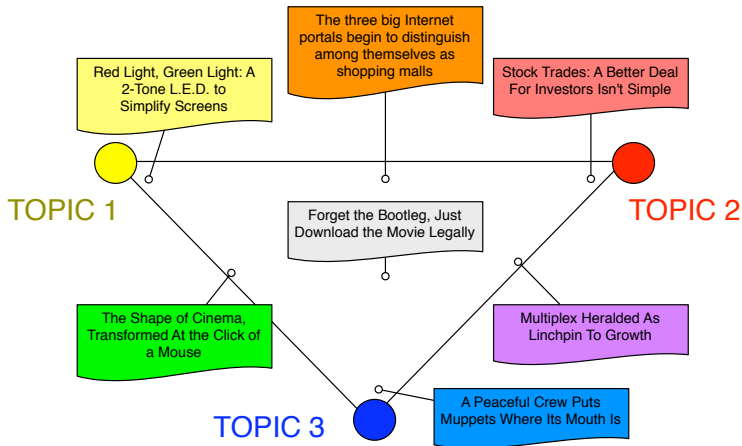 The three big Internet
portals begin to distinguish
among themselves as
shopping malls
Red Light, Green Light: A
2-Tone L.E.D. to
Simplify Screens
Stock Trades: A Better Deal
For Investors Isn't Simple
TOPIC 1
TOPIC 2
Forget the Bootleg, Just
Download the Movie Legally
The Shape of Cinema,
Transformed At the Click of
a Mouse
Multiplex Heralded As
Linchpin To Growth
TOPIC 3
A Peaceful Crew Puts
Muppets Where Its Mouth Is